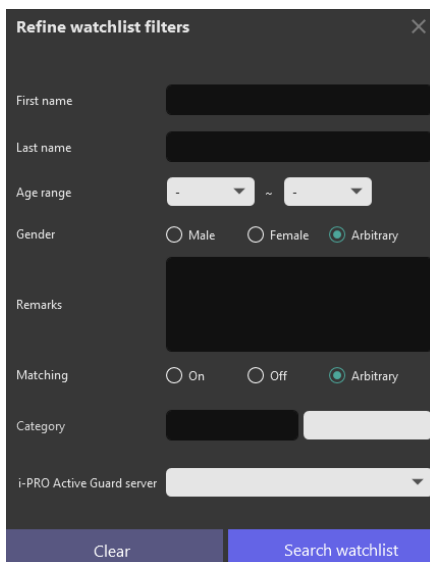 Refine watchlist filters
First name
Last name
Age range - ~ -
Gender Male Female Arbitrary
Remarks
Matching On Off Arbitrary
Category
i-PRO Active Guard server
Clear Search watchlist